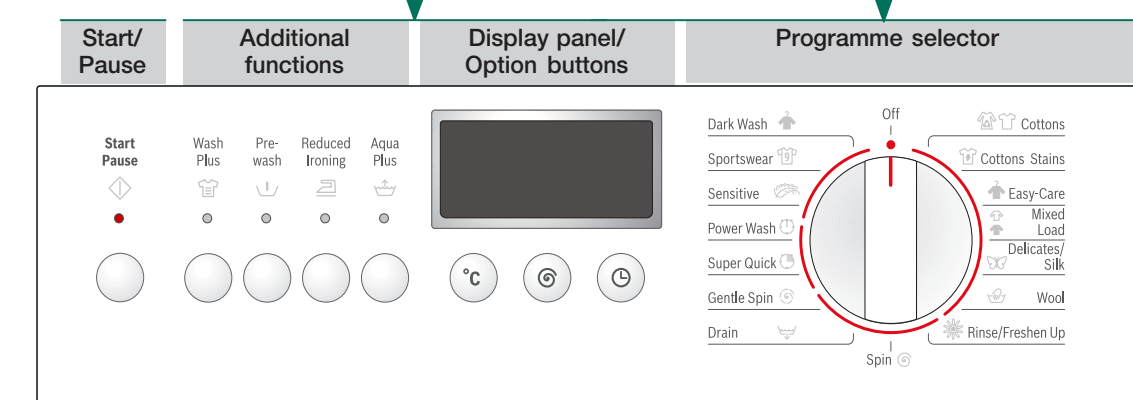 Start/
Pause
Additional
functions
Display panel/
Option buttons
Programme selector
Start
Pause
Wash
Plus
Pre-
wash
Reduced
Ironing
Aqua
Plus
°C
Off
Dark Wash
Sportswear
9
Sensitive
Power Wash
Super Quick
Gentle Spin
Drain
Cottons
Cottons Stains
Easy-Care
Mixed
Load
Delicates/
Silk
Wool
Rinse/Freshen Up
Spin